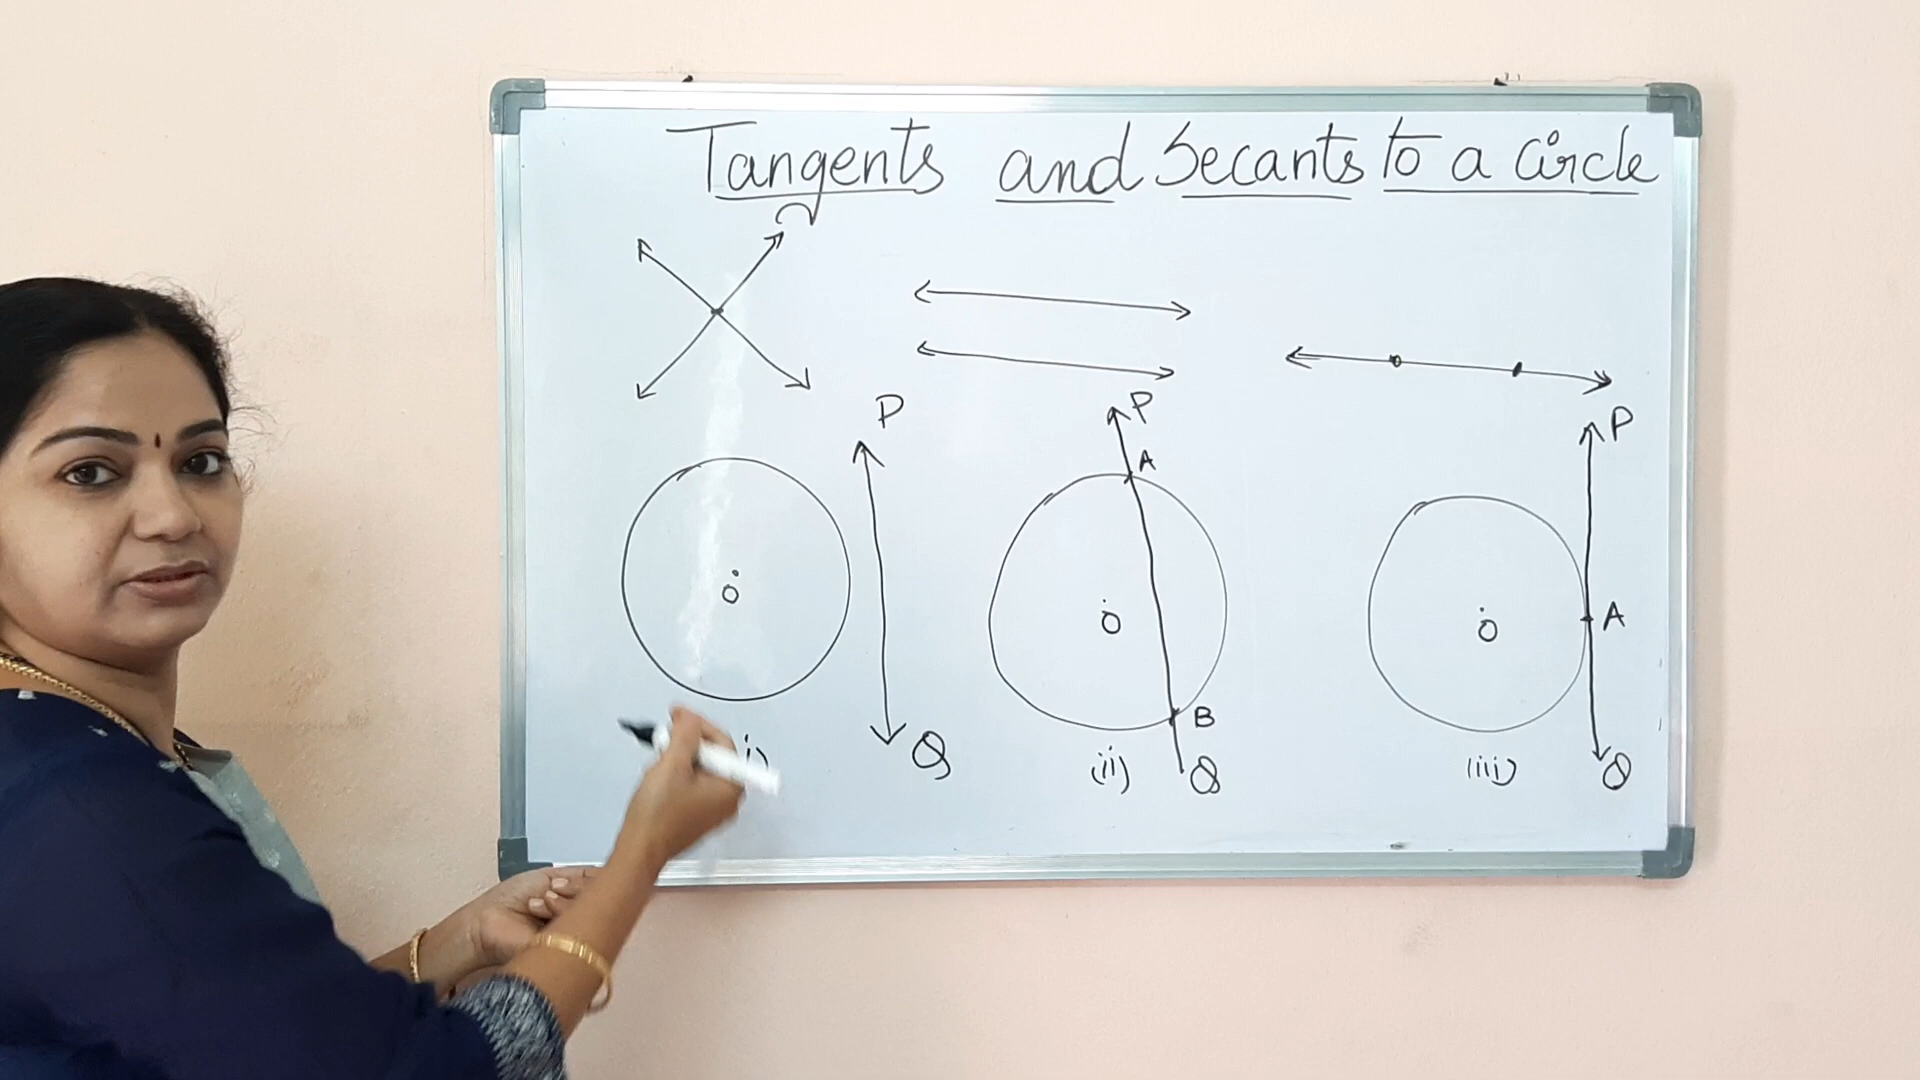 Tangents and Secants to a circle
P
P
A
P
O
O
O
A
B
i)
Q
(ii)
Q
(iii)
Q